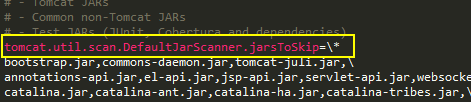 # - Tomcat JARs
# - Common non-Tomcat JARs
# - Test JARs (JUnit, Cobertura and dependencies)
tomcat.util.scan.DefaultJarScanner.jarsToSkip=\*
bootstrap.jar,commons-daemon.jar,tomcat-juli.jar,\
annotations-api.jar,el-api.jar,jsp-api.jar,servlet-api.jar,websocke
catalina.jar,catalina-ant.jar,catalina-ha.jar,catalina-tribes.jar,\